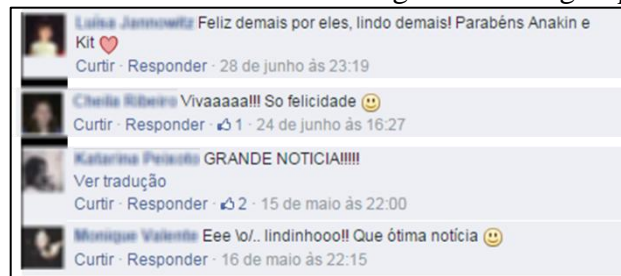 Feliz demais por eles, lindo demais! Parabéns Anakin e
Kit
Curtir · Responder · 28 de junho às 23:19
Vivaaaaa!!! So felicidade
Curtir · Responder · 1 · 24 de junho às 16:27
GRANDE NOTICIA!!!!!
Ver tradução
Curtir · Responder · 2 · 15 de maio às 22:00
Eee \o/.. lindinhooo!! Que ótima notícia
Curtir · Responder · 16 de maio às 22:15